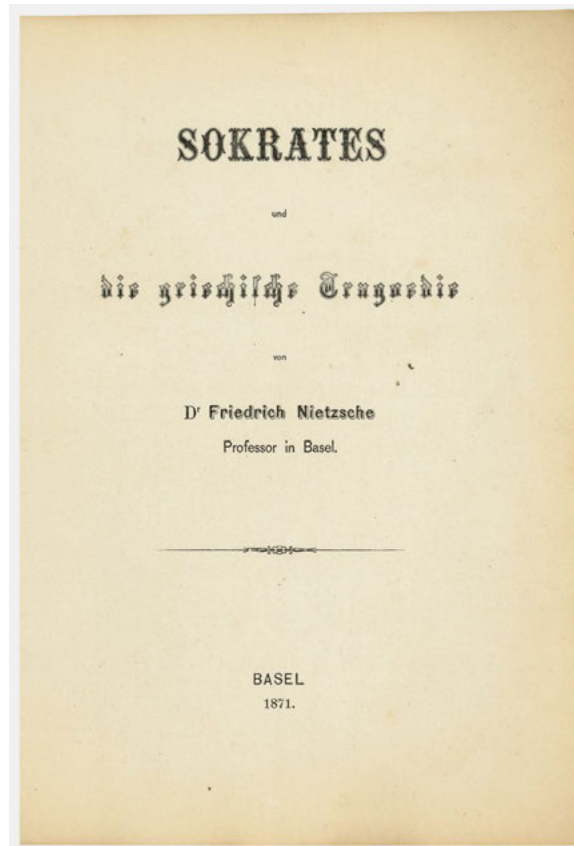 SOKRATES
und
die griechische Tragoedie
von
Dr Friedrich Nietzsche
Professor in Basel.
BASEL
1871.